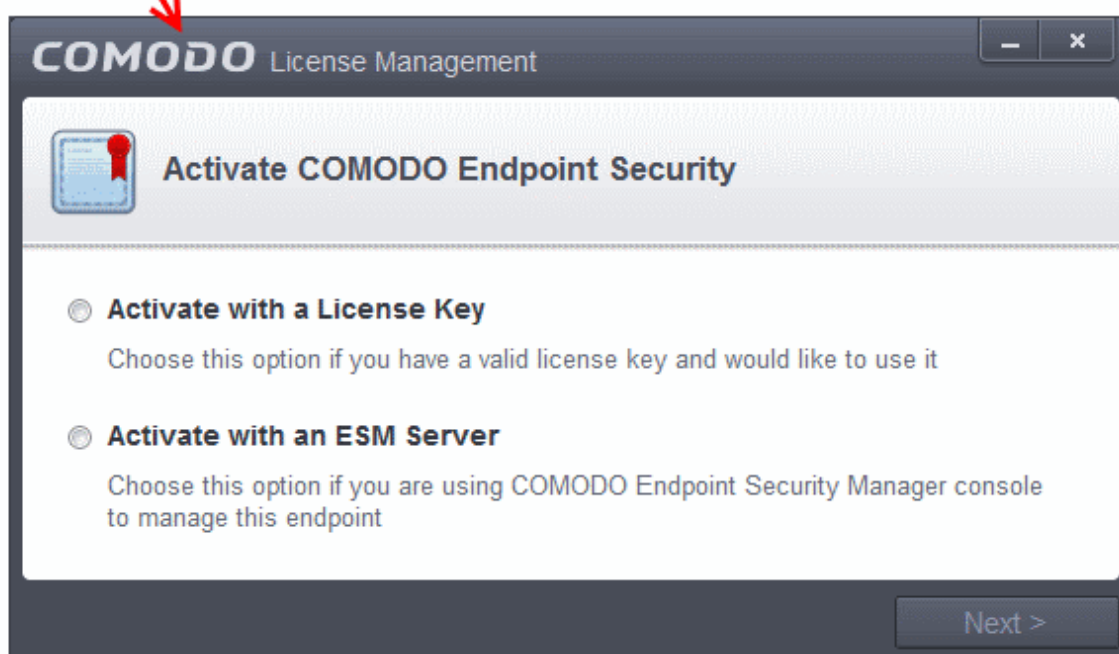 COMODO License Management
Activate COMODO Endpoint Security
Activate with a License Key
Choose this option if you have a valid license key and would like to use it
Activate with an ESM Server
Choose this option if you are using COMODO Endpoint Security Manager console
to manage this endpoint
Next >